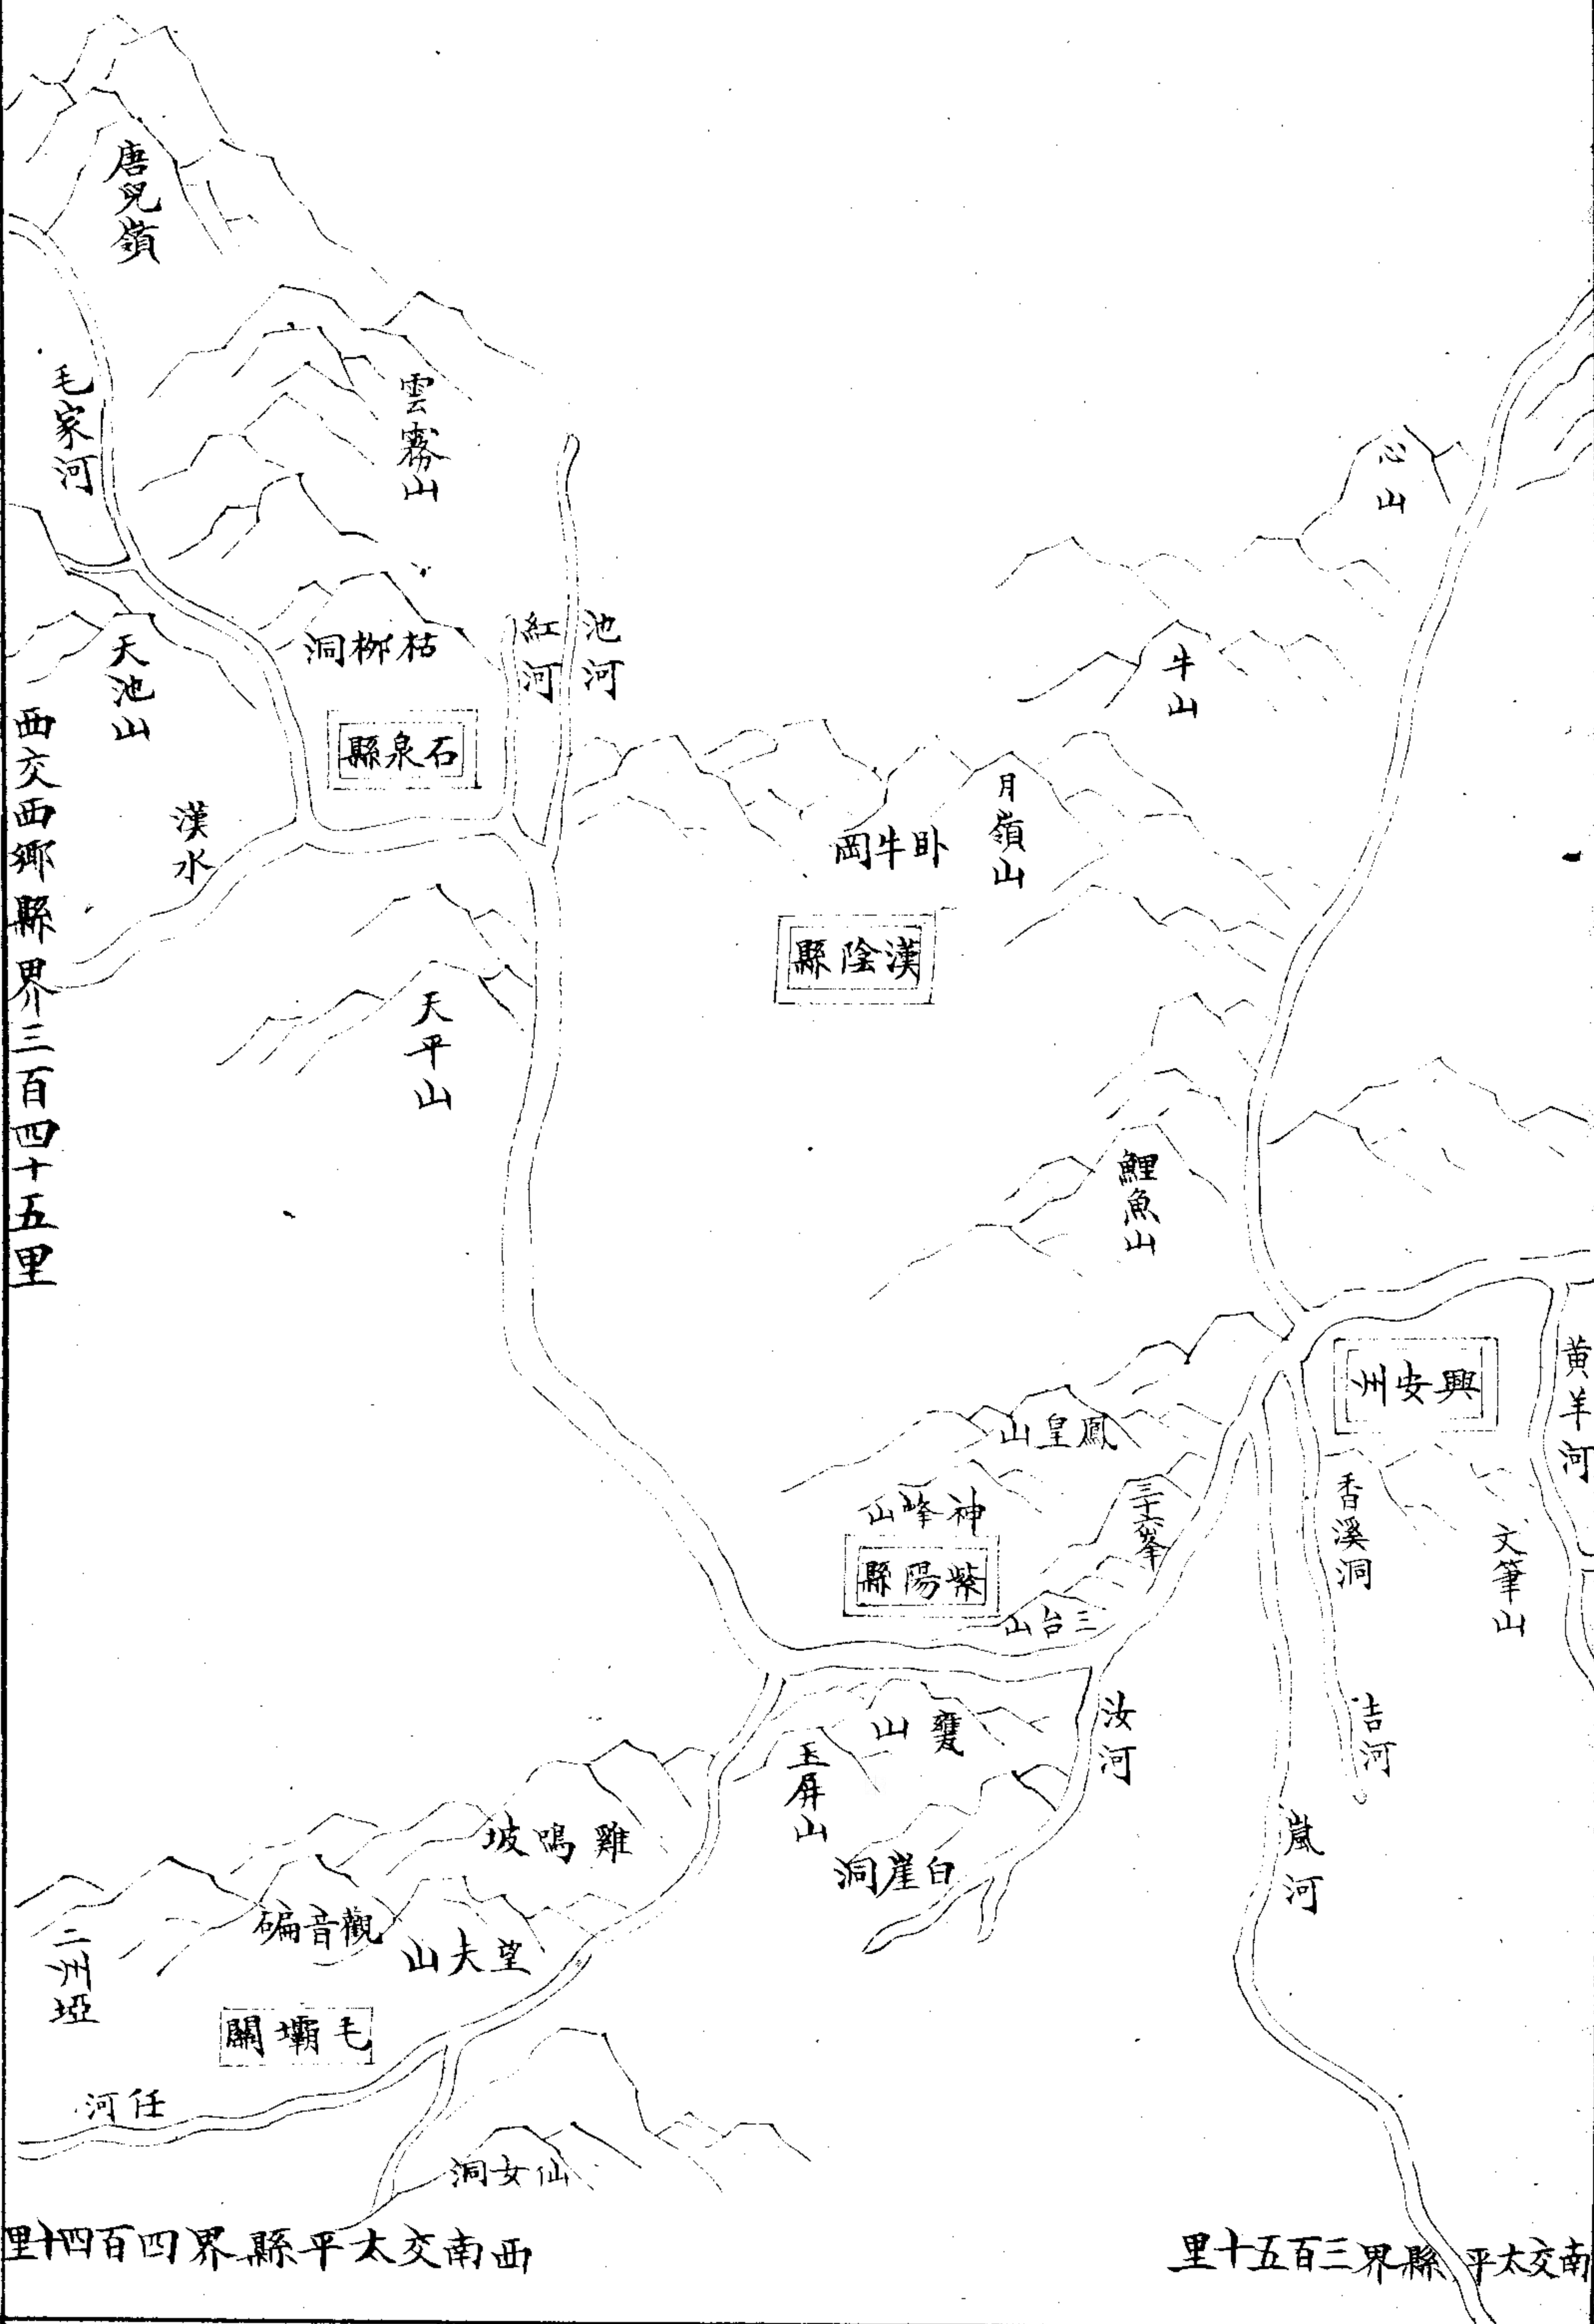 唐兒嶺
毛家河
雲霧山
心山
牛山
池河
紅河
枯栁洞
天池山
石泉縣
漢水
西交西鄉縣界三百四十五里
月嶺山
卧牛岡
漢陰縣
天平山
鯉魚山
黄羊河
興安州
鳳皇山
神峰山
三十六峯
紫陽縣
三台山
香溪洞
文筆山
吉河
汝河
甕山
玉屏山
白崖洞
嵐河
雞鳴坡
觀音碥
望夫山
二州埡
毛壩關
任河
仙女洞
南交太平縣界三百五十里
西南交太平縣界四百四十里